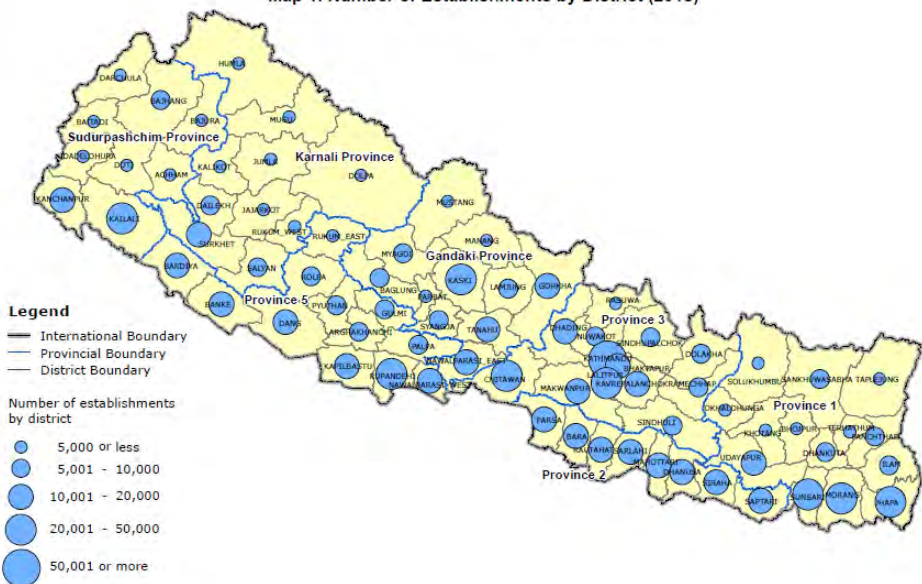 HUMLA
DARCHULA
BAJHANG
BAITADI
BAJURA
MUGU
Sudurpashchim Province
DADELDHURA
DOTI
ACHHAM
KALIKOT
JUMLA
Karnali Province
DOLPA
KANCHANPUR
KAILALI
DAILEKH
JAJARKOT
MUSTANG
SURKHET
RUKUM_WEST
RUKUM_EAST
MANANG
MYAGDI
Gandaki Province
BARDIYA
SALYAN
ROLPA
BAGLUNG
KASKI
LAMJUNG
GORKHA
Province 5
PARBAT
RASUWA
BANKE
PYUTHAN
GULMI
SYANGJA
TANAHU
DHADING
NUWAKOT
Province 3
SINDHUPALCHOK
DANG
ARGHAKHANCHI
PALPA
KATHMANDU
DOLAKHA
KAPILBASTU
RUPANDEHI
NAWALPARASI_EAST
NAWALPARASI_WEST
CHITAWAN
LALITPUR
BHAKTAPUR
KAVREPALANCHOK
RAMECHHAP
MAKWANPUR
SOLUKHUMBU
SANKHUWASABHA
TAPLEJUNG
OKHALDHUNGA
Province 1
PARSA
SINDHULI
KHOTANG
BHOJPUR
TERHATHUM
PANCHTHAR
BARA
RAUTAHAT
SARLAHI
MAHOTTARI
DHANUSA
UDAYAPUR
DHANKUTA
ILAM
Province 2
SIRAHA
SAPTARI
SUNSARI
MORANG
JHAPA
Legend
International Boundary
Provincial Boundary
District Boundary
Number of establishments
by district
5,000 or less
5,001 - 10,000
10,001 - 20,000
20,001 - 50,000
50,001 or more